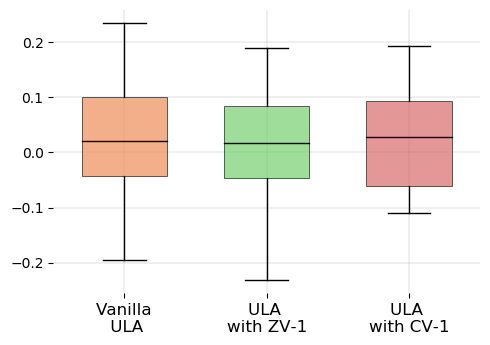 0.2
0.1
0.0
−0.1
−0.2
Vanilla
ULA
ULA
with ZV-1
ULA
with CV-1